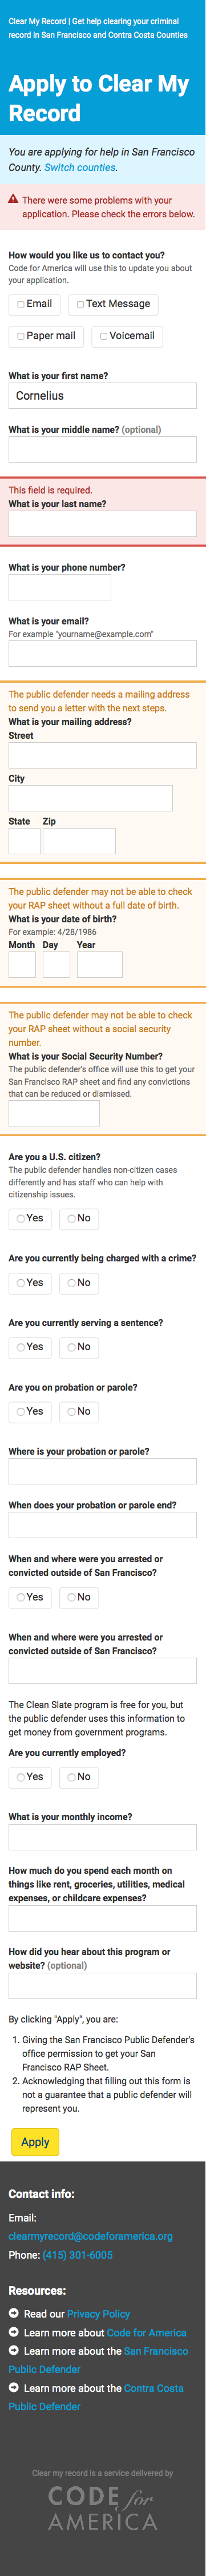 Clear My Record | Get help clearing your criminal
record in San Francisco and Contra Costa Counties
Apply to Clear My
Record
You are applying for help in San Francisco
County. Switch counties.
There were some problems with your
application. Please check the errors below.
How would you like us to contact you?
Code for America will use this to update you about
your application.
Email
Text Message
Paper mail
Voicemail
What is your first name?
Cornelius
What is your middle name? (optional)
This field is required.
What is your last name?
What is your phone number?
What is your email?
For example "yourname@example.com"
The public defender needs a mailing address
to send you a letter with the next steps.
What is your mailing address?
Street
City
State Zip
The public defender may not be able to check
your RAP sheet without a full date of birth.
What is your date of birth?
For example: 4/28/1986
Month Day Year
The public defender may not be able to check
your RAP sheet without a social security
number.
What is your Social Security Number?
The public defender's office will use this to get your
San Francisco RAP sheet and find any convictions
that can be reduced or dismissed.
Are you a U.S. citizen?
The public defender handles non-citizen cases
differently and has staff who can help with
citizenship issues.
Yes No
Are you currently being charged with a crime?
Yes No
Are you currently serving a sentence?
Yes No
Are you on probation or parole?
Yes No
Where is your probation or parole?
When does your probation or parole end?
When and where were you arrested or
convicted outside of San Francisco?
Yes No
When and where were you arrested or
convicted outside of San Francisco?
The Clean Slate program is free for you, but
the public defender uses this information to
get money from government programs.
Are you currently employed?
Yes No
What is your monthly income?
How much do you spend each month on
things like rent, groceries, utilities, medical
expenses, or childcare expenses?
How did you hear about this program or
website? (optional)
By clicking "Apply", you are:
1. Giving the San Francisco Public Defender's
office permission to get your San
Francisco RAP Sheet.
2. Acknowledging that filling out this form is
not a guarantee that a public defender will
represent you.
Apply
Contact info:
Email:
clearmyrecord@codeforamerica.org
Phone: (415) 301-6005
Resources:
Read our Privacy Policy
Learn more about Code for America
Learn more about the San Francisco
Public Defender
Learn more about the Contra Costa
Public Defender
Clear my record is a service delivered by
CODE for
AMERICA